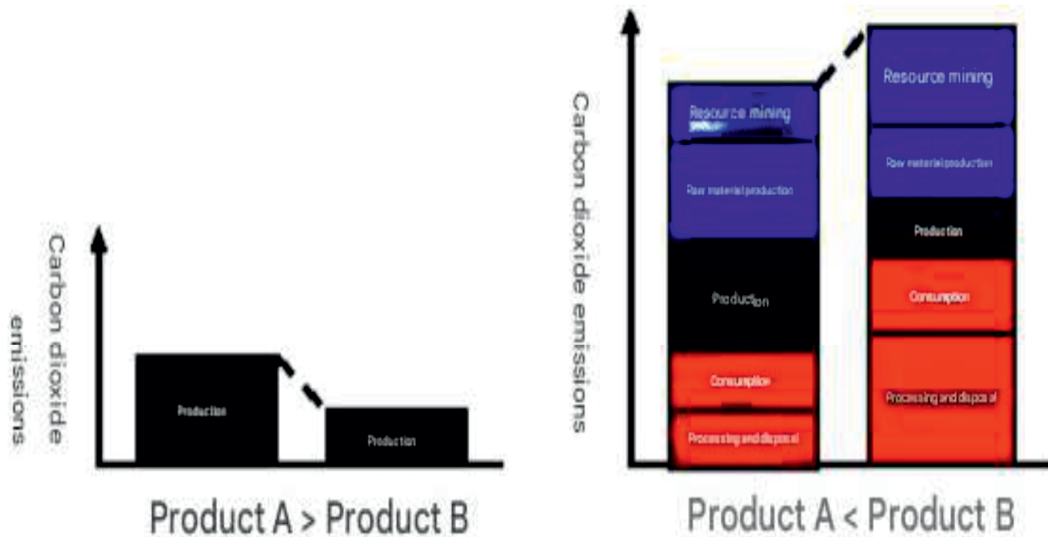 Carbon dioxide
emissions
Production
Production
Product A > Product B
Carbon dioxide emissions
Resource mining
Raw material production
Production
Consumption
Processing and disposal
Resource mining
Raw material production
Production
Consumption
Processing and disposal
Product A < Product B